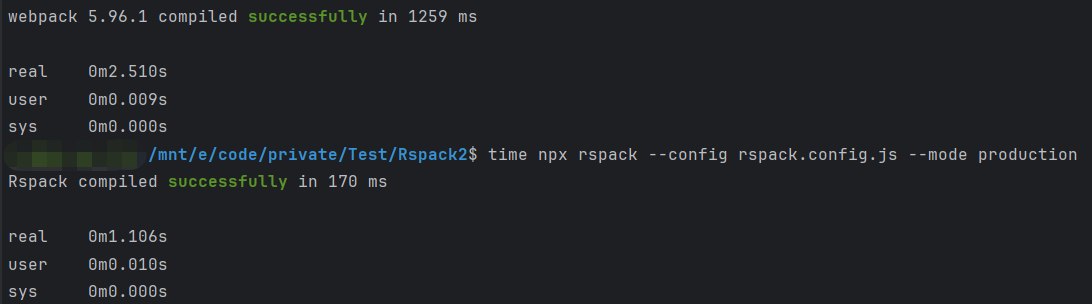 webpack 5.96.1 compiled successfully in 1259 ms
real 0m2.510s
user 0m0.009s
sys 0m0.000s
/mnt/e/code/private/Test/Rspack2$ time npx rspack --config rspack.config.js --mode production
Rspack compiled successfully in 170 ms
real 0m1.106s
user 0m0.010s
sys 0m0.000s